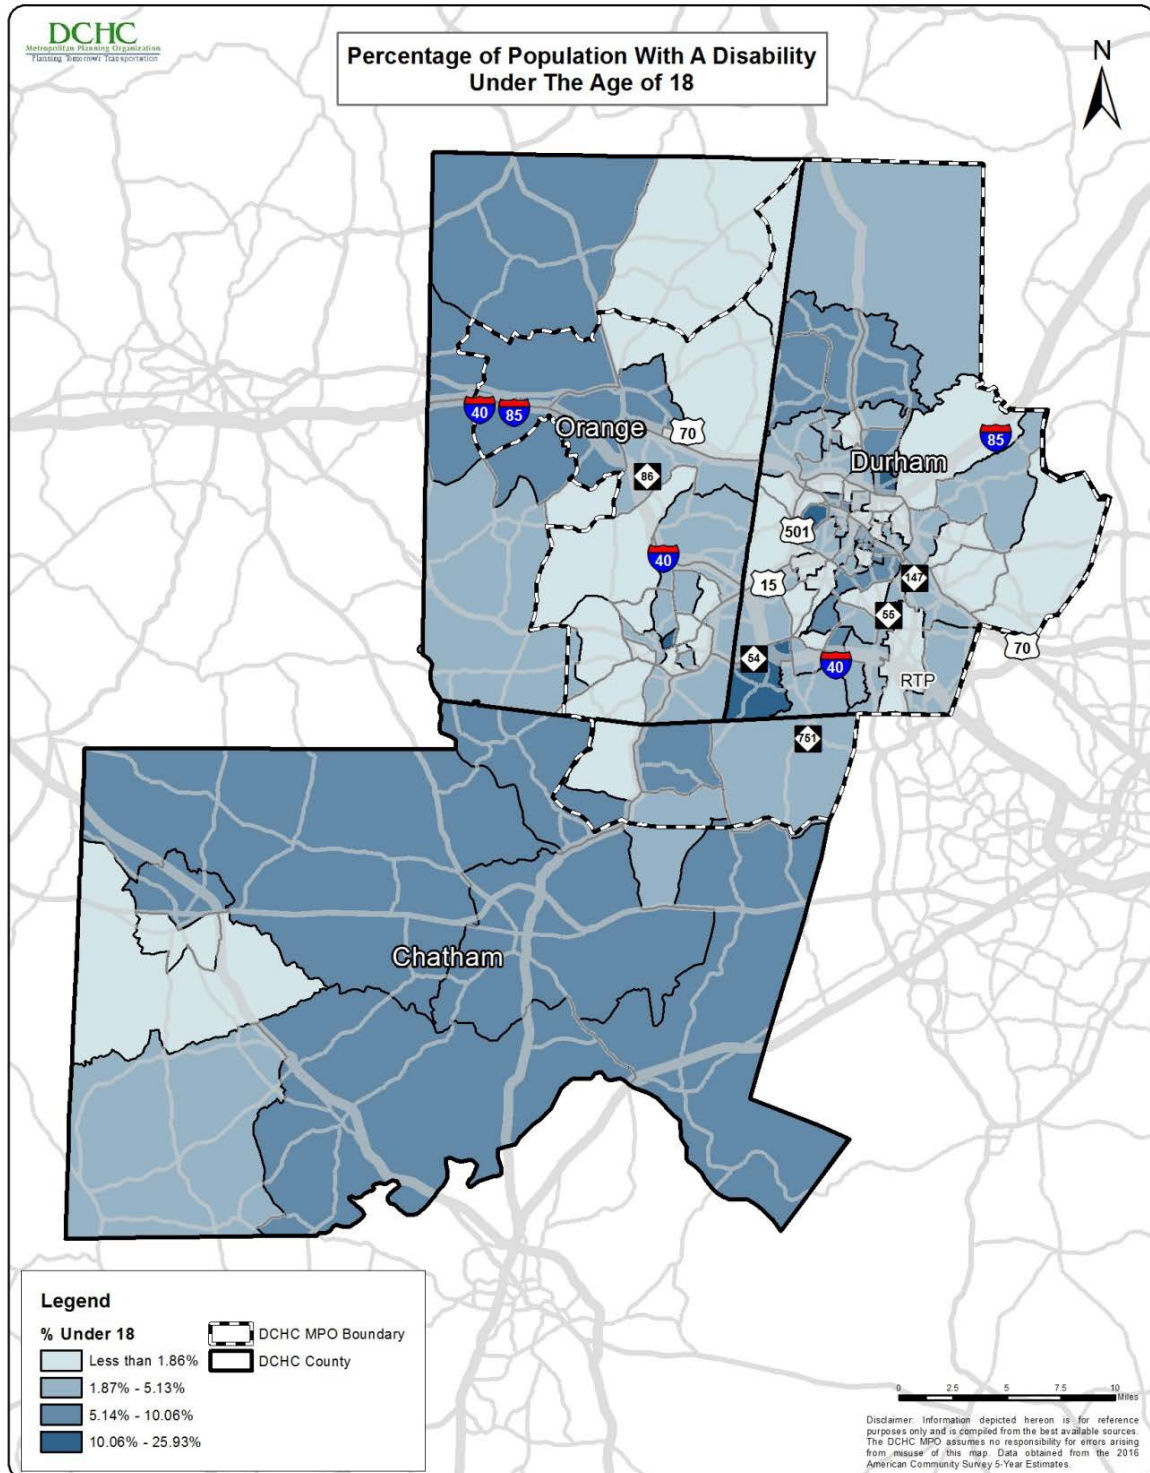 DCHC
Metropolitan Planning Organization
Planning Tomorrow's Transportation
Percentage of Population With A Disability
Under The Age of 18
N
40
85
Orange
70
86
85
Durham
501
40
15
147
55
54
40
70
RTP
751
Chatham
Legend
% Under 18
Less than 1.86%
1.87% - 5.13%
5.14% - 10.06%
10.06% - 25.93%
DCHC MPO Boundary
DCHC County
0 2.5 5 7.5 10
Miles
Disclaimer: Information depicted hereon is for reference
purposes only and is compiled from the best available sources.
The DCHC MPO assumes no responsibility for errors arising
from misuse of this map. Data obtained from the 2016
American Community Survey 5-Year Estimates.